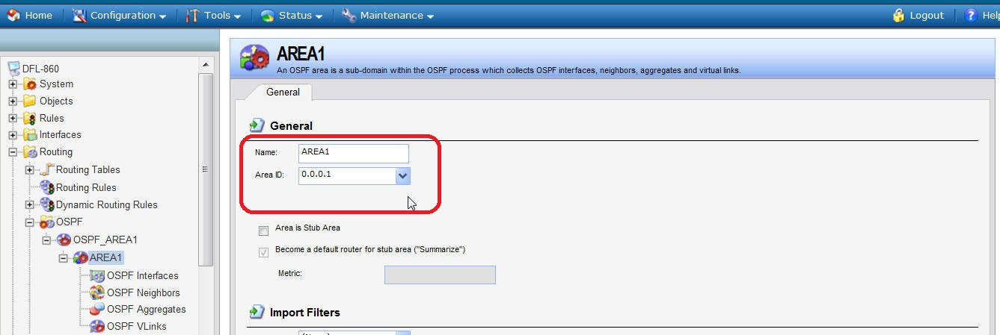 Home Configuration Tools Status Maintenance Logout Help
DFL-860
System
Objects
Rules
Interfaces
Routing
Routing Tables
Routing Rules
Dynamic Routing Rules
OSPF
OSPF_AREA1
AREA1
OSPF Interfaces
OSPF Neighbors
OSPF Aggregates
OSPF VLinks
AREA1
An OSPF area is a sub-domain within the OSPF process which collects OSPF interfaces, neighbors, aggregates and virtual links.
General
General
Name: AREA1
Area ID: 0.0.0.1
Area is Stub Area
Become a default router for stub area ("Summarize")
Metric:
Import Filters